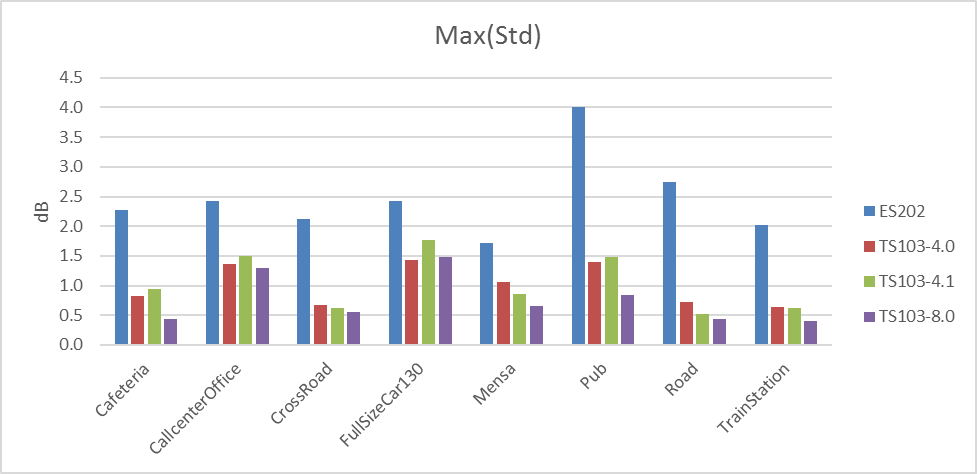 Max(Std)
4.5
4.0
3.5
3.0
2.5
2.0
1.5
1.0
0.5
0.0
dB
Cafeteria
CallcenterOffice
CrossRoad
FullSizeCar130
Mensa
Pub
Road
TrainStation
ES202
TS103-4.0
TS103-4.1
TS103-8.0